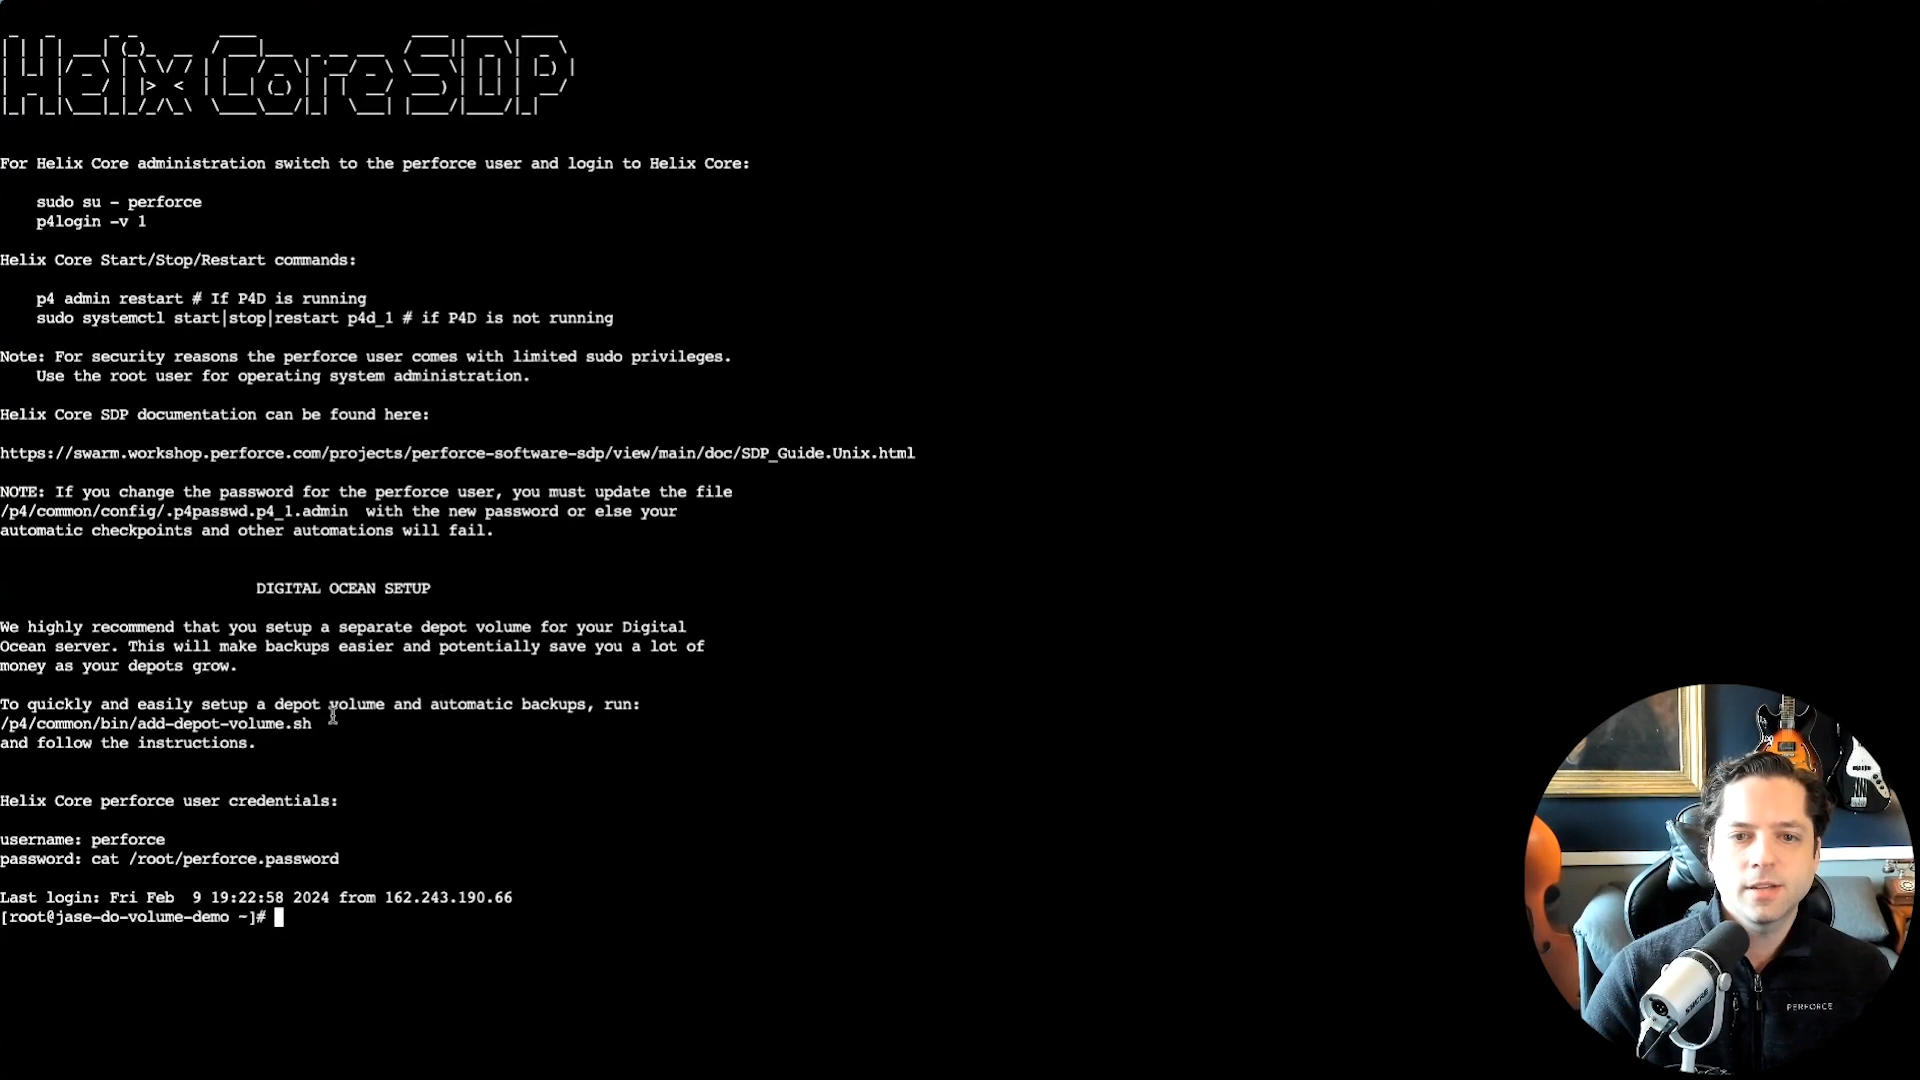 Helix Core SDP
For Helix Core administration switch to the perforce user and login to Helix Core:
sudo su - perforce
p4login -v 1
Helix Core Start/Stop/Restart commands:
p4 admin restart # If P4D is running
sudo systemctl start|stop|restart p4d_1 # if P4D is not running
Note: For security reasons the perforce user comes with limited sudo privileges.
Use the root user for operating system administration.
Helix Core SDP documentation can be found here:
https://swarm.workshop.perforce.com/projects/perforce-software-sdp/view/main/doc/SDP_Guide.Unix.html
NOTE: If you change the password for the perforce user, you must update the file
/p4/common/config/.p4passwd.p4_1.admin  with the new password or else your
automatic checkpoints and other automations will fail.
DIGITAL OCEAN SETUP
We highly recommend that you setup a separate depot volume for your Digital
Ocean server. This will make backups easier and potentially save you a lot of
money as your depots grow.
To quickly and easily setup a depot volume and automatic backups, run:
/p4/common/bin/add-depot-volume.sh
and follow the instructions.
Helix Core perforce user credentials:
username: perforce
password: cat /root/perforce.password
Last login: Fri Feb  9 19:22:58 2024 from 162.243.190.66
[root@jase-do-volume-demo ~]#
PERFORCE